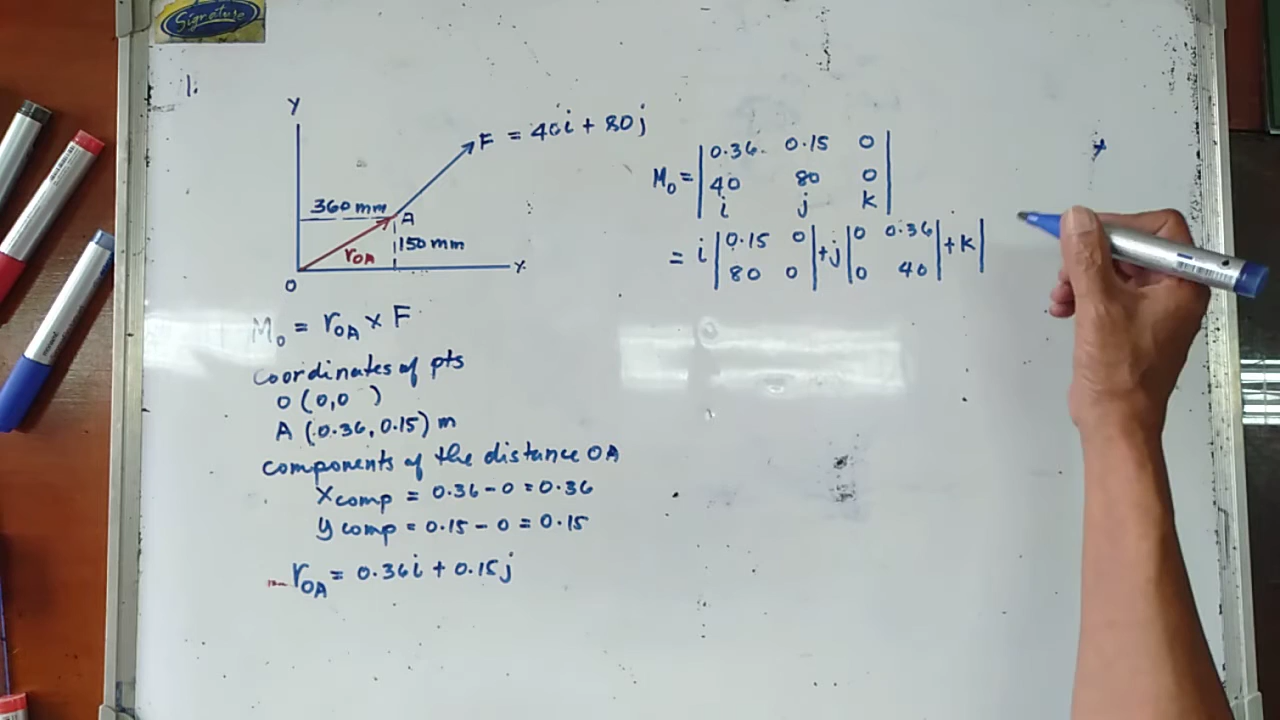 Signature
1.
Y
F = 40i + 80j
360 mm
A
150 mm
rOA
O
X
Mo = rOA x F
coordinates of pts
O (0,0 )
A (0.36, 0.15) m
components of the distance OA
Xcomp = 0.36 - 0 = 0.36
Ycomp = 0.15 - 0 = 0.15
rOA = 0.36i + 0.15j
Mo = | 0.36 0.15 0 |
| 40 80 0 |
| i j k |
= i | 0.15 0 | + j | 0 0.36 | + k |
| 80 0 | | 0 40 |